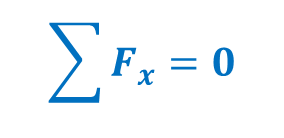 ∑ Fₓ = 0